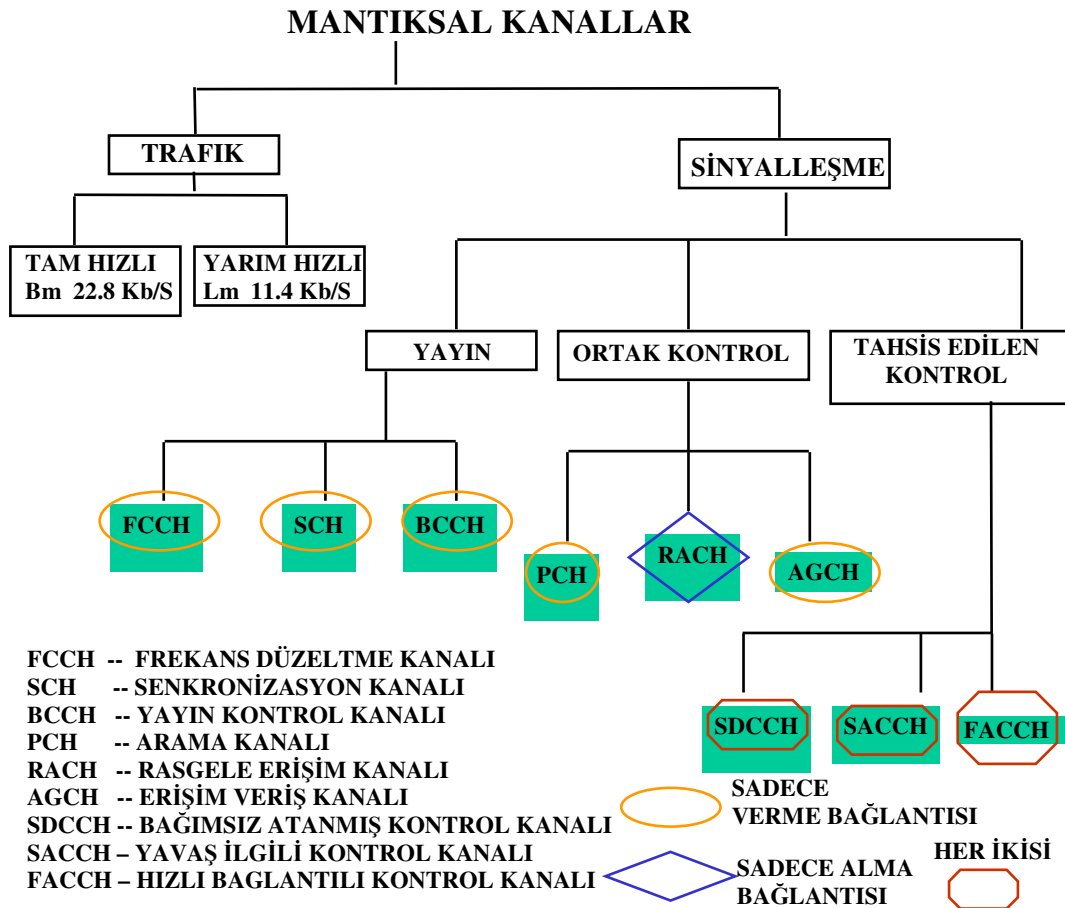 MANTIKSAL KANALLAR
TRAFIK
SİNYALLEŞME
TAM HIZLI
Bm 22.8 Kb/S
YARIM HIZLI
Lm 11.4 Kb/S
YAYIN
ORTAK KONTROL
TAHSİS EDİLEN
KONTROL
FCCH
SCH
BCCH
PCH
RACH
AGCH
SDCCH
SACCH
FACCH
FCCH -- FREKANS DÜZELTME KANALI
SCH -- SENKRONİZASYON KANALI
BCCH -- YAYIN KONTROL KANALI
PCH -- ARAMA KANALI
RACH -- RASGELE ERİŞİM KANALI
AGCH -- ERİŞİM VERİŞ KANALI
SDCCH -- BAĞIMSIZ ATANMIŞ KONTROL KANALI
SACCH – YAVAŞ İLGİLİ KONTROL KANALI
FACCH – HIZLI BAGLANTILI KONTROL KANALI
SADECE
VERME BAĞLANTISI
SADECE ALMA
BAĞLANTISI
HER İKİSİ